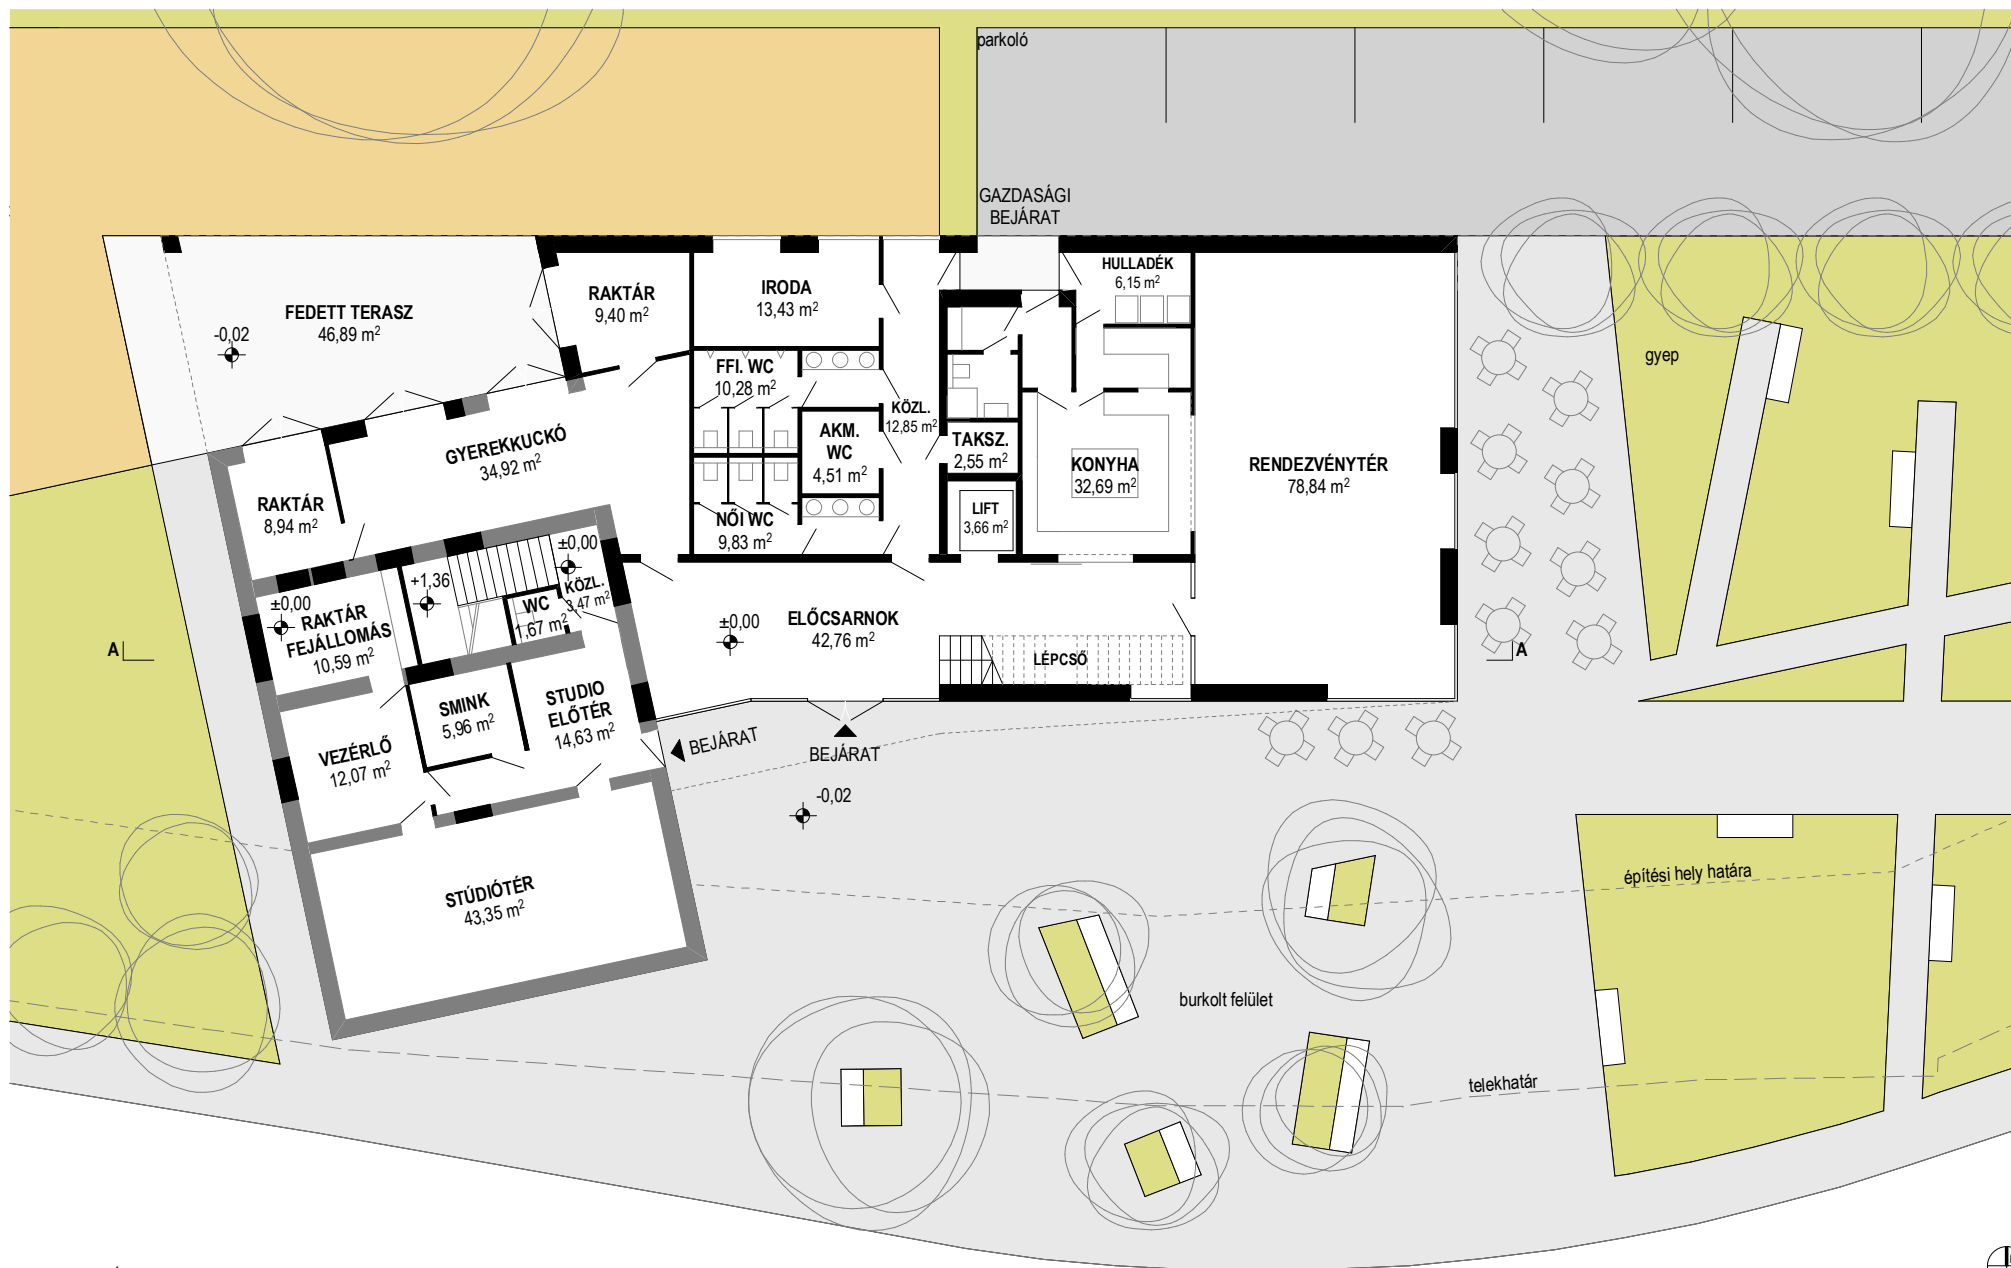 parkoló
GAZDASÁGI
BEJÁRAT
HULLADÉK
6,15 m²
IRODA
13,43 m²
RAKTÁR
9,40 m²
FEDETT TERASZ
46,89 m²
-0,02
gyep
FFI. WC
10,28 m²
KÖZL.
12,85 m²
AKM.
WC
4,51 m²
TAKSZ.
2,55 m²
KONYHA
32,69 m²
RENDEZVÉNYTÉR
78,84 m²
GYEREKKUCKÓ
34,92 m²
RAKTÁR
8,94 m²
LIFT
3,66 m²
NŐI WC
9,83 m²
±0,00
+1,36
KÖZL.
3,47 m²
WC
1,67 m²
±0,00
RAKTÁR
FEJÁLLOMÁS
10,59 m²
±0,00
ELŐCSARNOK
42,76 m²
LÉPCSŐ
A
A
SMINK
5,96 m²
STUDIO
ELŐTÉR
14,63 m²
VEZÉRLŐ
12,07 m²
BEJÁRAT
BEJÁRAT
-0,02
STÚDIÓTÉR
43,35 m²
építési hely határa
burkolt felület
telekhatár